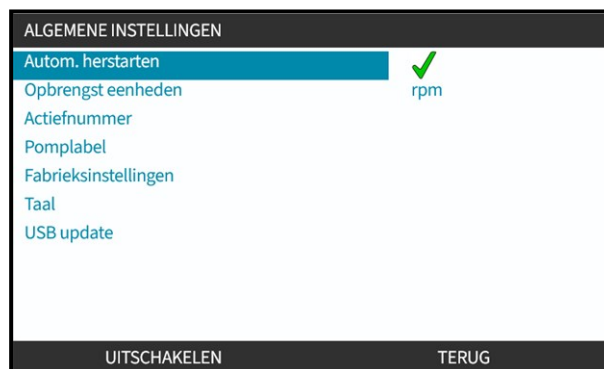 ALGEMENE INSTELLINGEN
Autom. herstarten
Opbrengst eenheden rpm
Actiefnummer
Pomplabel
Fabrieksinstellingen
Taal
USB update
UITSCHAKELEN TERUG